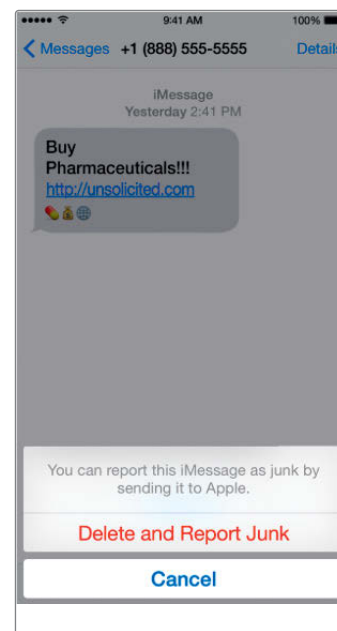 9:41 AM 100%
Messages +1 (888) 555-5555 Details
iMessage
Yesterday 2:41 PM
Buy
Pharmaceuticals!!!
http://unsolicited.com
You can report this iMessage as junk by
sending it to Apple.
Delete and Report Junk
Cancel